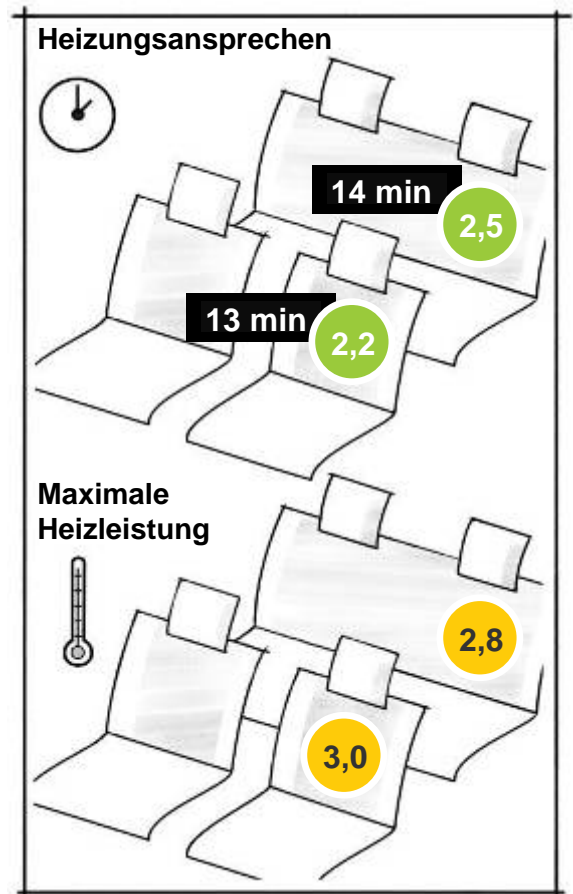 Heizungsansprechen
14 min
2,5
13 min
2,2
Maximale
Heizleistung
2,8
3,0